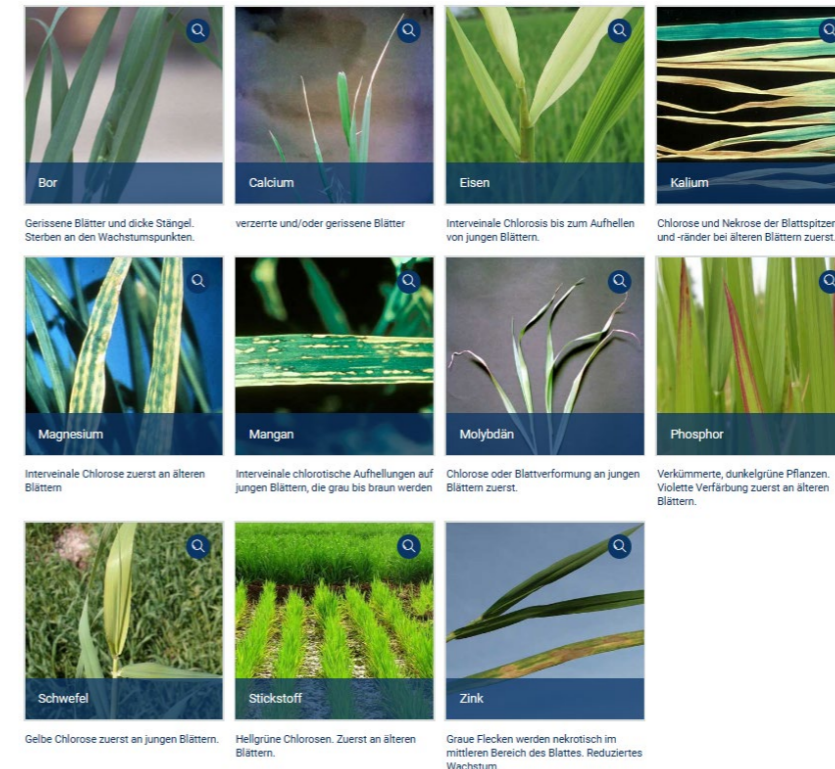 Bor
Calcium
Eisen
Kalium
Gerissene Blätter und dicke Stängel.
Sterben an den Wachstumspunkten.
verzerrte und/oder gerissene Blätter
Interveinale Chlorosis bis zum Aufhellen
von jungen Blättern.
Chlorose und Nekrose der Blattspitzen
und -ränder bei älteren Blättern zuerst.
Magnesium
Mangan
Molybdän
Phosphor
Interveinale Chlorose zuerst an älteren
Blättern
Interveinale chlorotische Aufhellungen auf
jungen Blättern, die grau bis braun werden
Chlorose oder Blattverformung an jungen
Blättern zuerst.
Verkümmerte, dunkelgrüne Pflanzen.
Violette Verfärbung zuerst an älteren
Blättern.
Schwefel
Stickstoff
Zink
Gelbe Chlorose zuerst an jungen Blättern.
Hellgrüne Chlorosen. Zuerst an älteren
Blättern.
Graue Flecken werden nekrotisch im
mittleren Bereich des Blattes. Reduziertes
Wachstum.